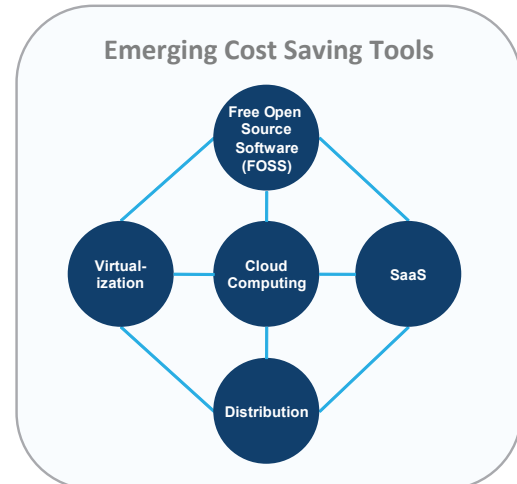 Emerging Cost Saving Tools
Free Open
Source
Software
(FOSS)
Virtual-
ization
Cloud
Computing
SaaS
Distribution